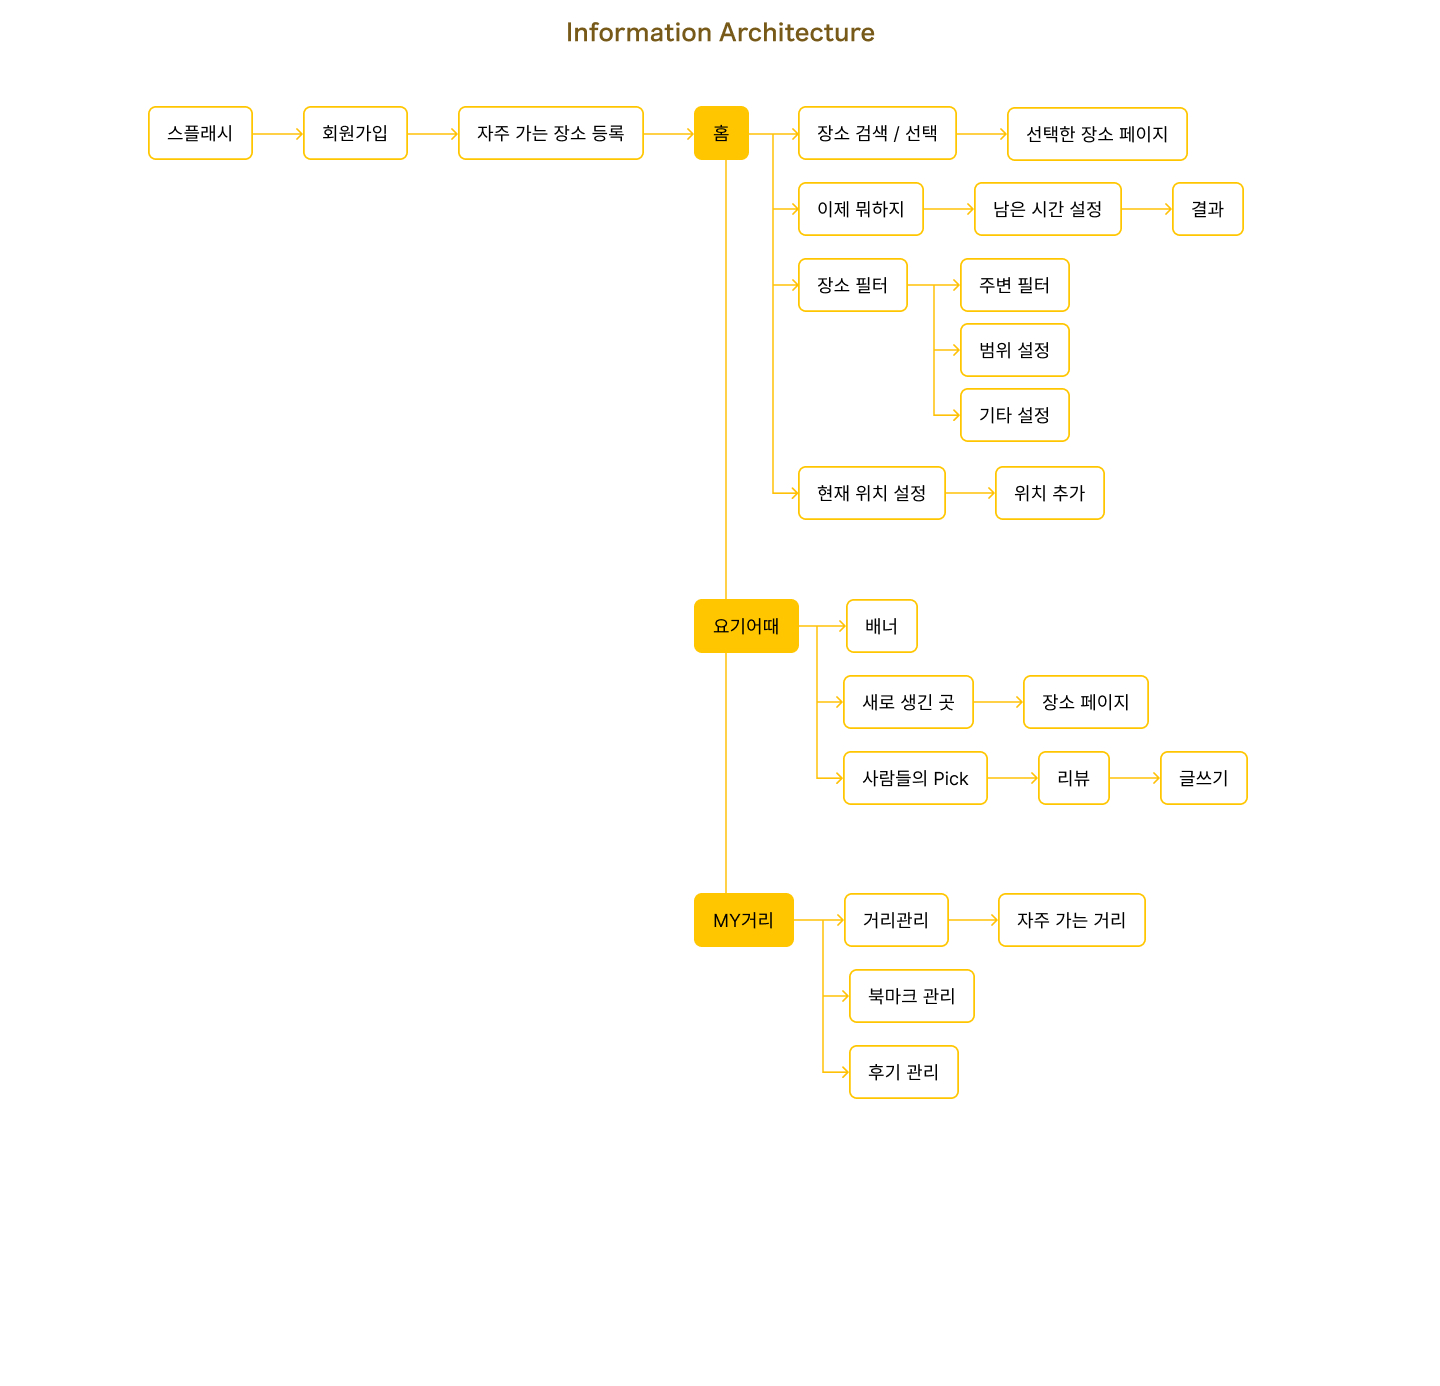 Information Architecture
스플래시
회원가입
자주 가는 장소 등록
홈
장소 검색 / 선택
선택한 장소 페이지
이제 뭐하지
남은 시간 설정
결과
장소 필터
주변 필터
범위 설정
기타 설정
현재 위치 설정
위치 추가
요기어때
배너
새로 생긴 곳
장소 페이지
사람들의 Pick
리뷰
글쓰기
MY거리
거리관리
자주 가는 거리
북마크 관리
후기 관리